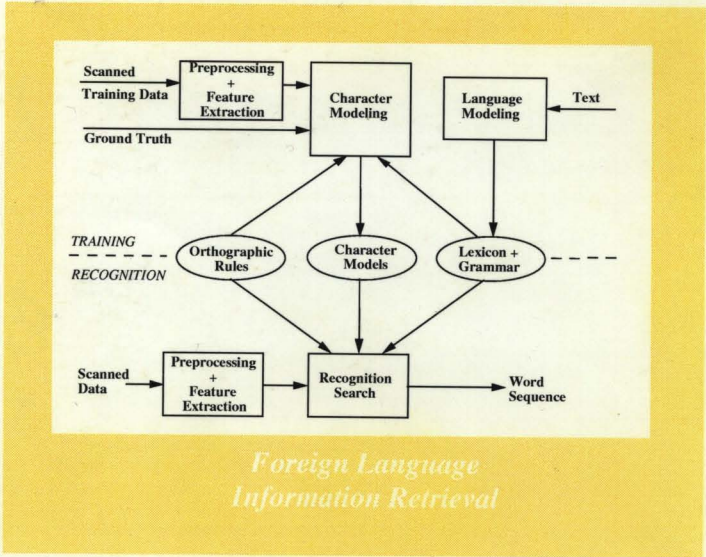 Scanned
Training Data
Preprocessing
+
Feature
Extraction
Ground Truth
Character
Modeling
Language
Modeling
Text
TRAINING
RECOGNITION
Orthographic
Rules
Character
Models
Lexicon +
Grammar
Scanned
Data
Preprocessing
+
Feature
Extraction
Recognition
Search
Word
Sequence
Foreign Language
Information Retrieval